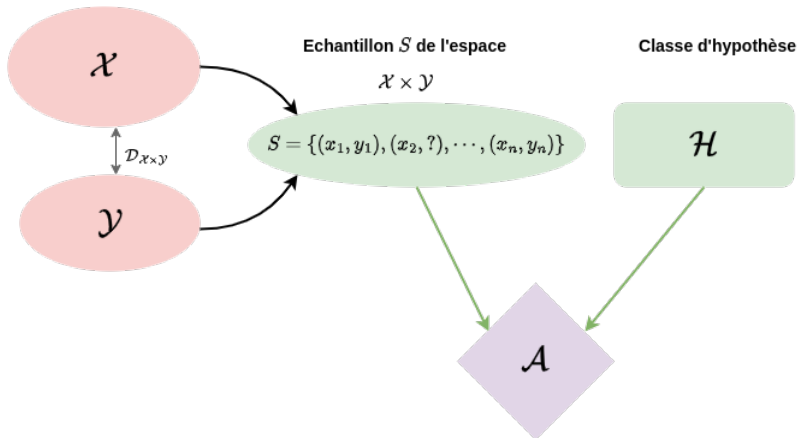 𝒳
Echantillon S de l'espace
𝒳 × 𝒴
Classe d'hypothèse
S = {(x₁, y₁), (x₂, ?), ⋯, (xₙ, yₙ)}
ℋ
𝒟𝒳×𝒴
𝒴
𝒜